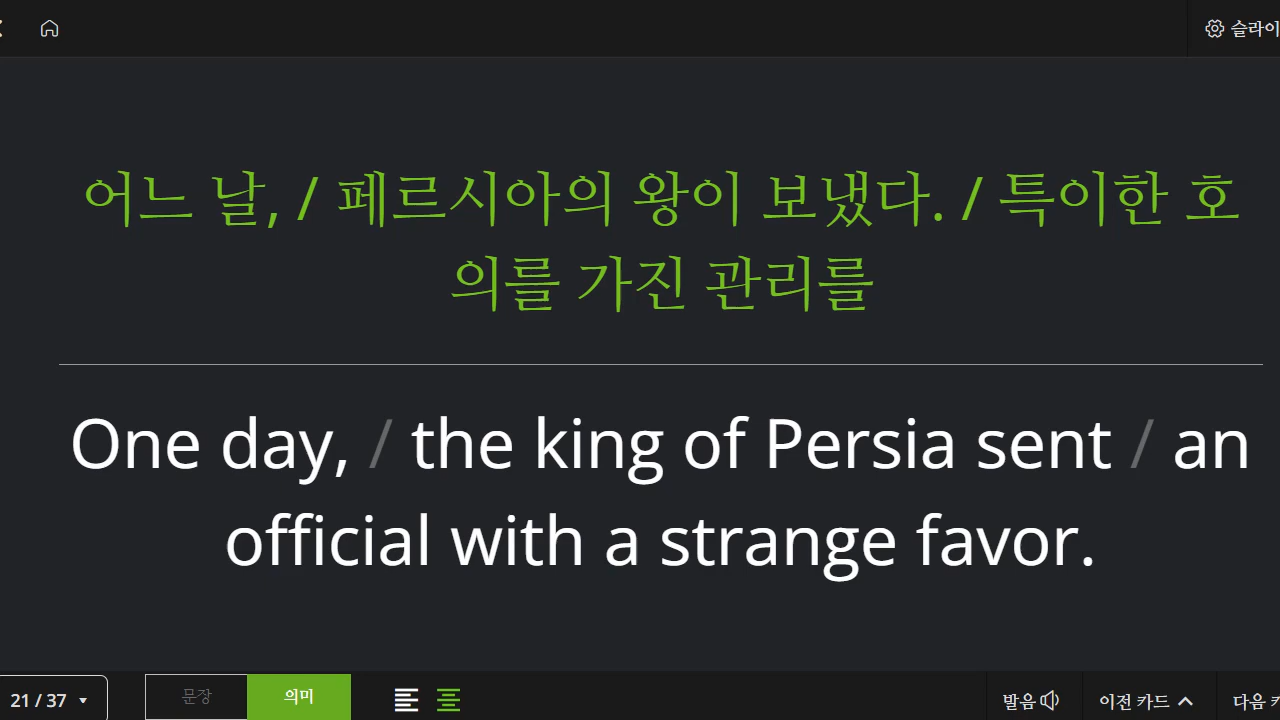 슬라이
어느 날, / 페르시아의 왕이 보냈다. / 특이한 호
의를 가진 관리를
One day, / the king of Persia sent / an
official with a strange favor.
21 / 37
문장
의미
발음
이전 카드
다음